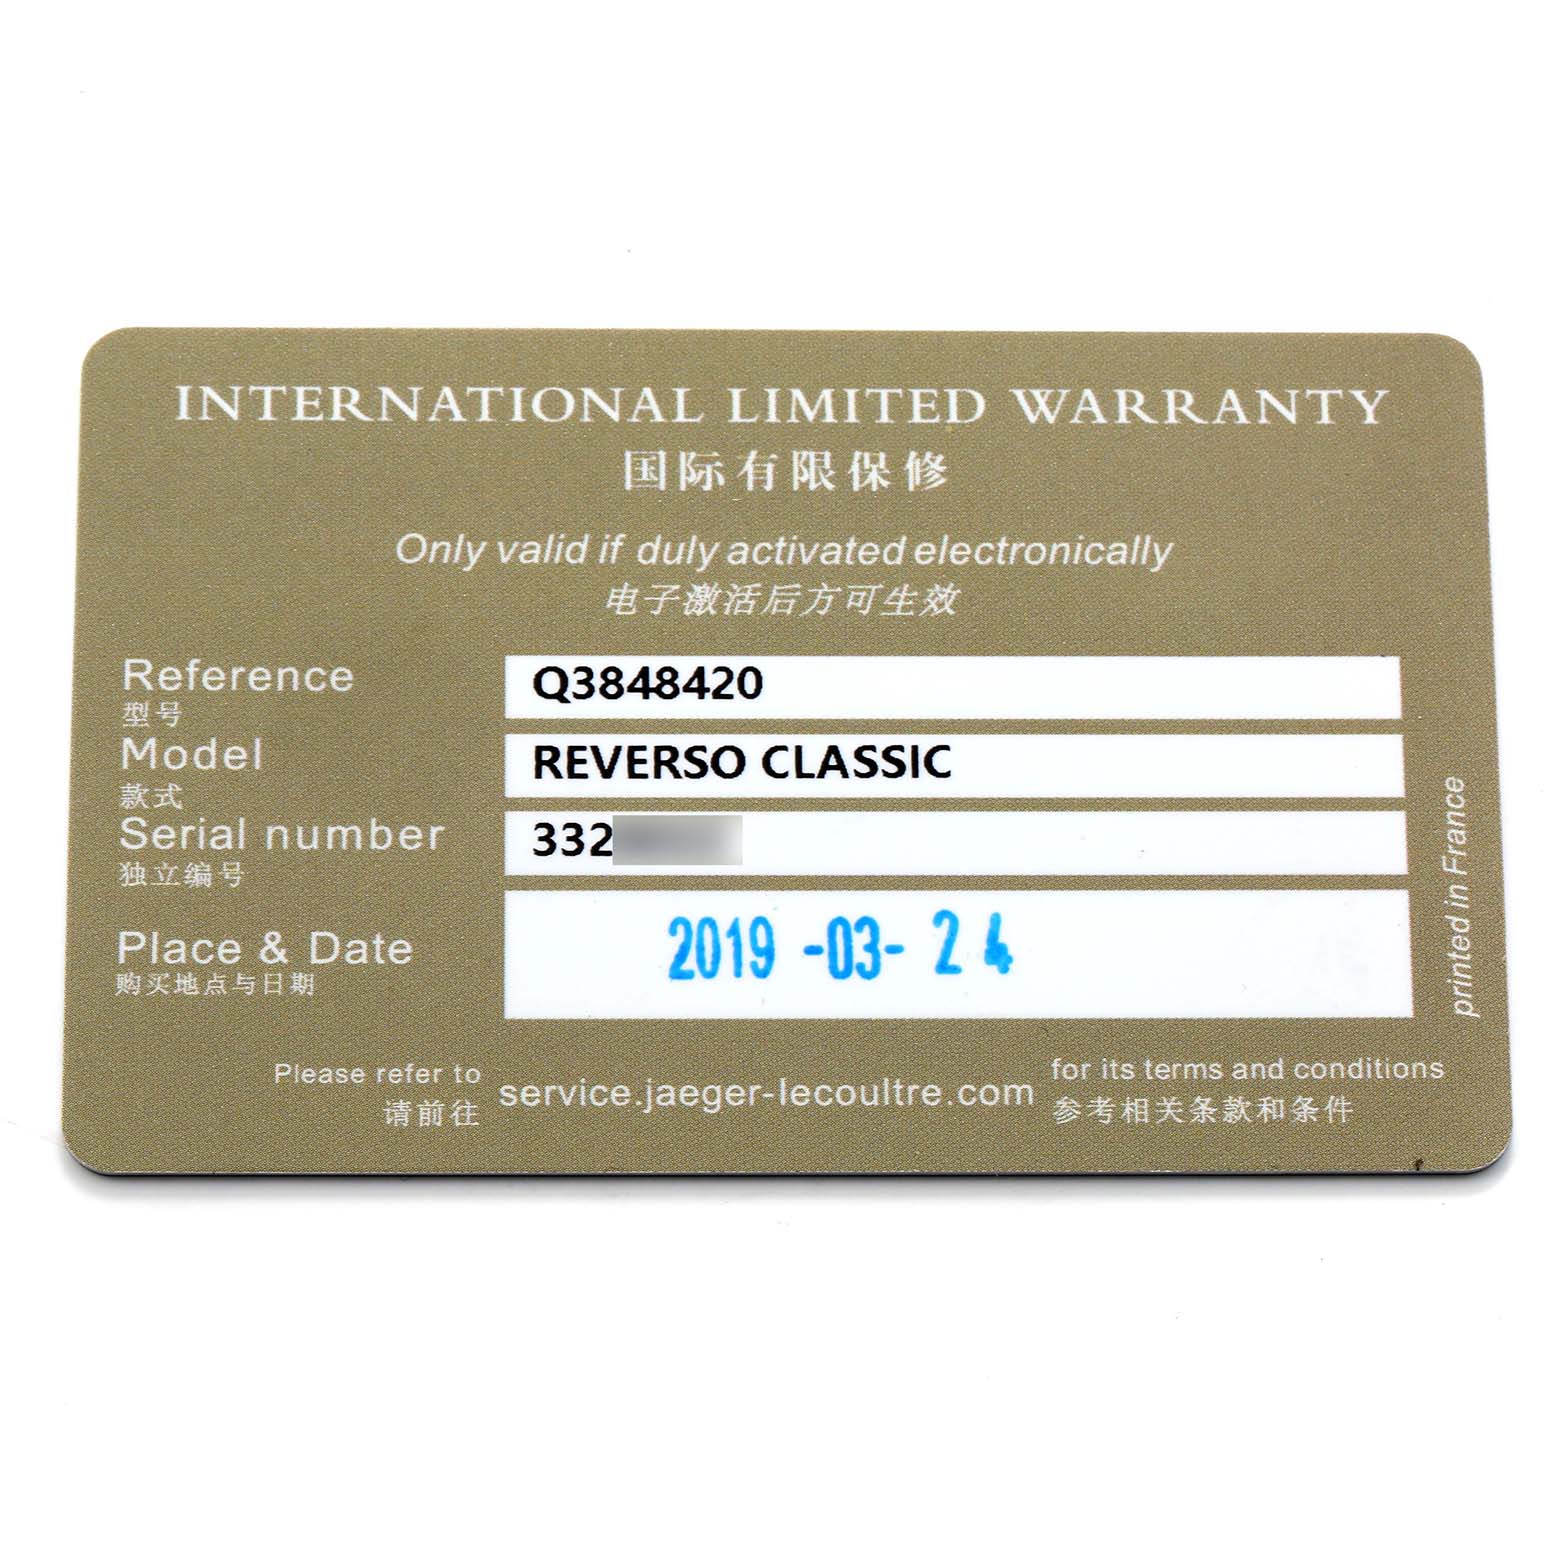 INTERNATIONAL LIMITED WARRANTY
国际有限保修
Only valid if duly activated electronically
电子激活后方可生效
Reference Q3848420
型号
Model REVERSO CLASSIC
款式
Serial number 332
独立编号
Place & Date 2019 -03- 24
购买地点与日期
printed in France
Please refer to service.jaeger-lecoultre.com for its terms and conditions
请前往 参考相关条款和条件